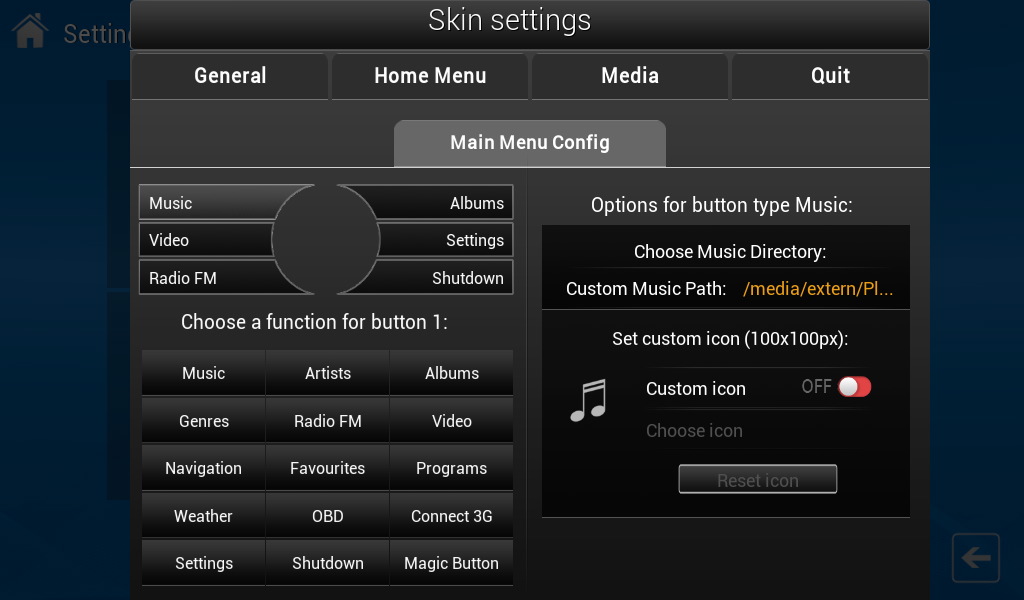 Skin settings
Settin
General Home Menu Media Quit
Main Menu Config
Music Albums
Video Settings
Radio FM Shutdown
Choose a function for button 1:
Music Artists Albums
Genres Radio FM Video
Navigation Favourites Programs
Weather OBD Connect 3G
Settings Shutdown Magic Button
Options for button type Music:
Choose Music Directory:
Custom Music Path: /media/extern/Pl...
Set custom icon (100x100px):
Custom icon OFF
Choose icon
Reset icon